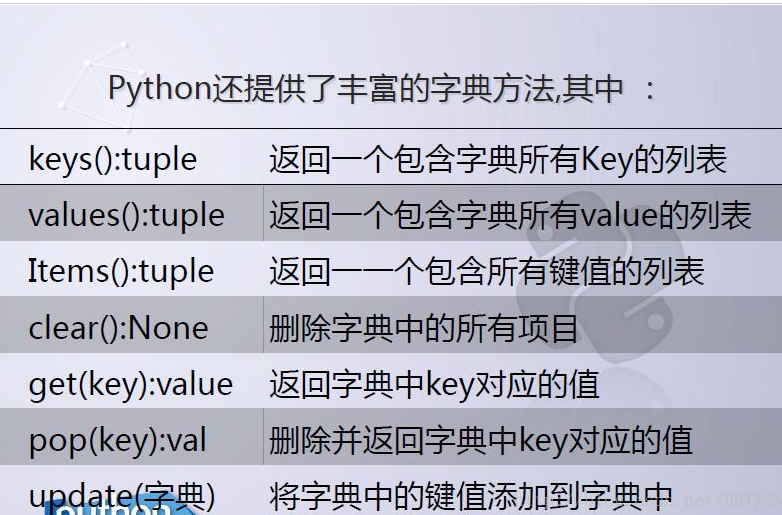 Python还提供了丰富的字典方法,其中 :
keys():tuple 返回一个包含字典所有Key的列表
values():tuple 返回一个包含字典所有value的列表
Items():tuple 返回一一个包含所有键值的列表
clear():None 删除字典中的所有项目
get(key):value 返回字典中key对应的值
pop(key):val 删除并返回字典中key对应的值
update(字典) 将字典中的键值添加到字典中
python